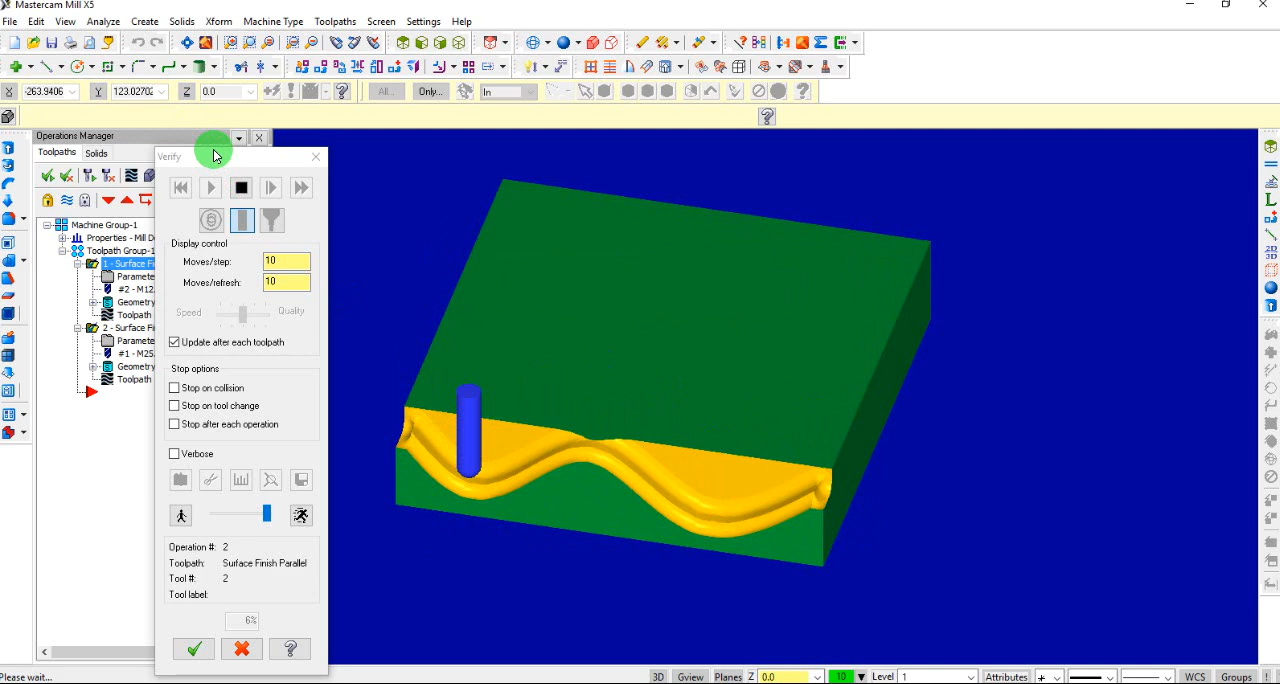 Mastercam Mill X5
File Edit View Analyze Create Solids Xform Machine Type Toolpaths Screen Settings Help
X 263.9406 Y 123.0270 Z 0.0 All... Only... In
Operations Manager
Toolpaths Solids
Machine Group-1
Properties - Mill D
Toolpath Group-1
1 - Surface Fi
Paramete
#2 - M12.
Geometry
Toolpath
2 - Surface Fi
Paramete
#1 - M25.
Geometry
Toolpath
Verify
Display control
Moves/step: 10
Moves/refresh: 10
Speed Quality
Update after each toolpath
Stop options
Stop on collision
Stop on tool change
Stop after each operation
Verbose
Operation #: 2
Toolpath: Surface Finish Parallel
Tool #: 2
Tool label:
6%
2D
3D
Please wait...
3D Gview Planes Z 0.0 10 Level 1 Attributes WCS Groups